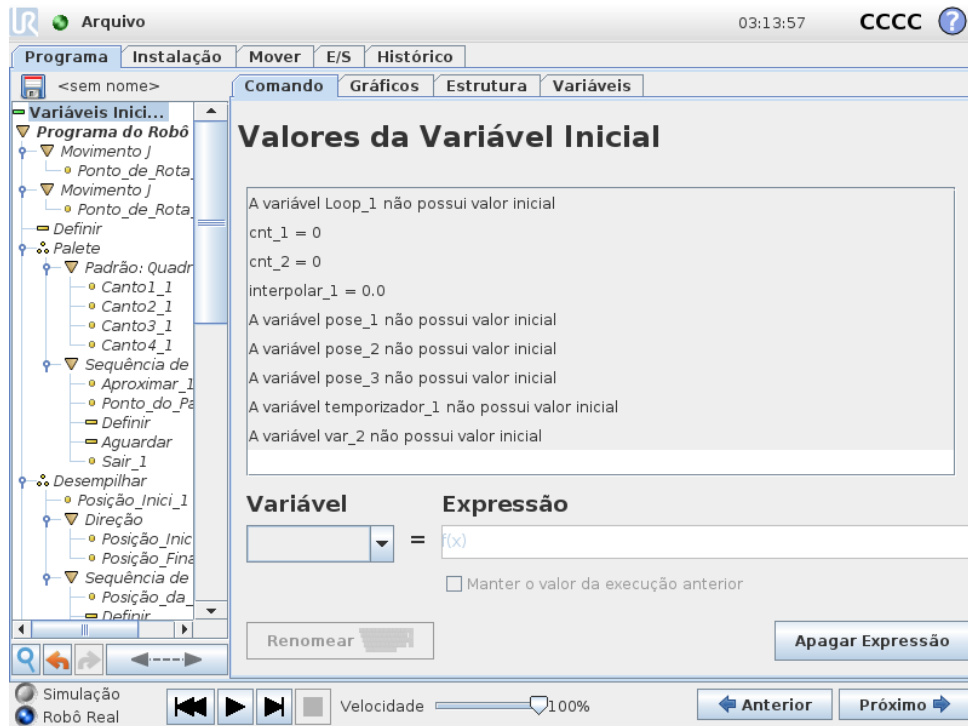 UR Arquivo 03:13:57 CCCC ?
Programa Instalação Mover E/S Histórico
<sem nome> Comando Gráficos Estrutura Variáveis
Variáveis Inici...
Programa do Robô
Movimento J
Ponto_de_Rota_
Movimento J
Ponto_de_Rota_
Definir
Palete
Padrão: Quadr
Canto1_1
Canto2_1
Canto3_1
Canto4_1
Sequência de
Aproximar_1
Ponto_do_Pa
Definir
Aguardar
Sair_1
Desempilhar
Posição_Inici_1
Direção
Posição_Inic
Posição_Fina
Sequência de
Posição_da_
Definir
Valores da Variável Inicial
A variável Loop_1 não possui valor inicial
cnt_1 = 0
cnt_2 = 0
interpolar_1 = 0.0
A variável pose_1 não possui valor inicial
A variável pose_2 não possui valor inicial
A variável pose_3 não possui valor inicial
A variável temporizador_1 não possui valor inicial
A variável var_2 não possui valor inicial
Variável Expressão
= f(x)
Manter o valor da execução anterior
Renomear Apagar Expressão
Simulação
Robô Real
Velocidade 100% Anterior Próximo